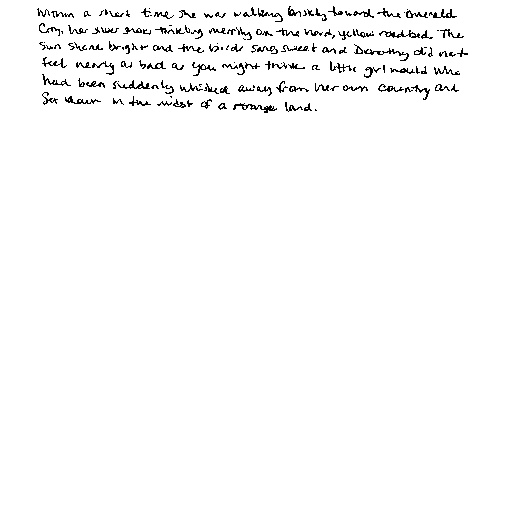 Within a short time she was walking briskly toward the Emerald
City, her silver shoes tinkling merrily on the hard, yellow roadbed. The
sun shone bright and the birds sang sweet and Dorothy did not
feel nearly as bad as you might think a little girl would who
had been suddenly whisked away from her own country and
set down in the midst of a strange land.